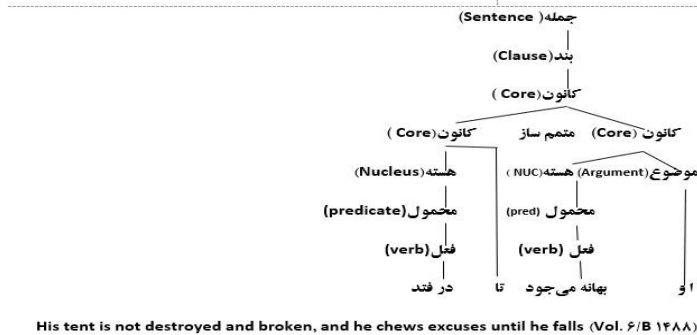 جمله(Sentence )
بند(Clause)
کانون(Core )
کانون (Core) متمم ساز کانون(Core )
موضوع(Argument) هسته(NUC ) هسته(Nucleus)
محمول (pred) محمول(predicate)
فعل (verb) فعل(verb)
او بهانه می‌جود تا در فتد
His tent is not destroyed and broken, and he chews excuses until he falls (Vol. ۶/B ۱۴۸۸)